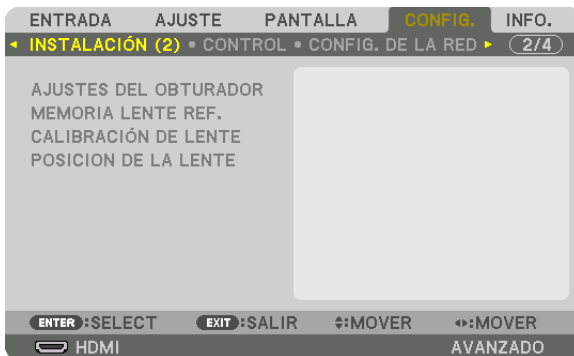 ENTRADA AJUSTE PANTALLA CONFIG. INFO.
INSTALACIÓN (2) • CONTROL • CONFIG. DE LA RED 2/4
AJUSTES DEL OBTURADOR
MEMORIA LENTE REF.
CALIBRACIÓN DE LENTE
POSICION DE LA LENTE
ENTER :SELECT EXIT :SALIR :MOVER :MOVER
HDMI AVANZADO